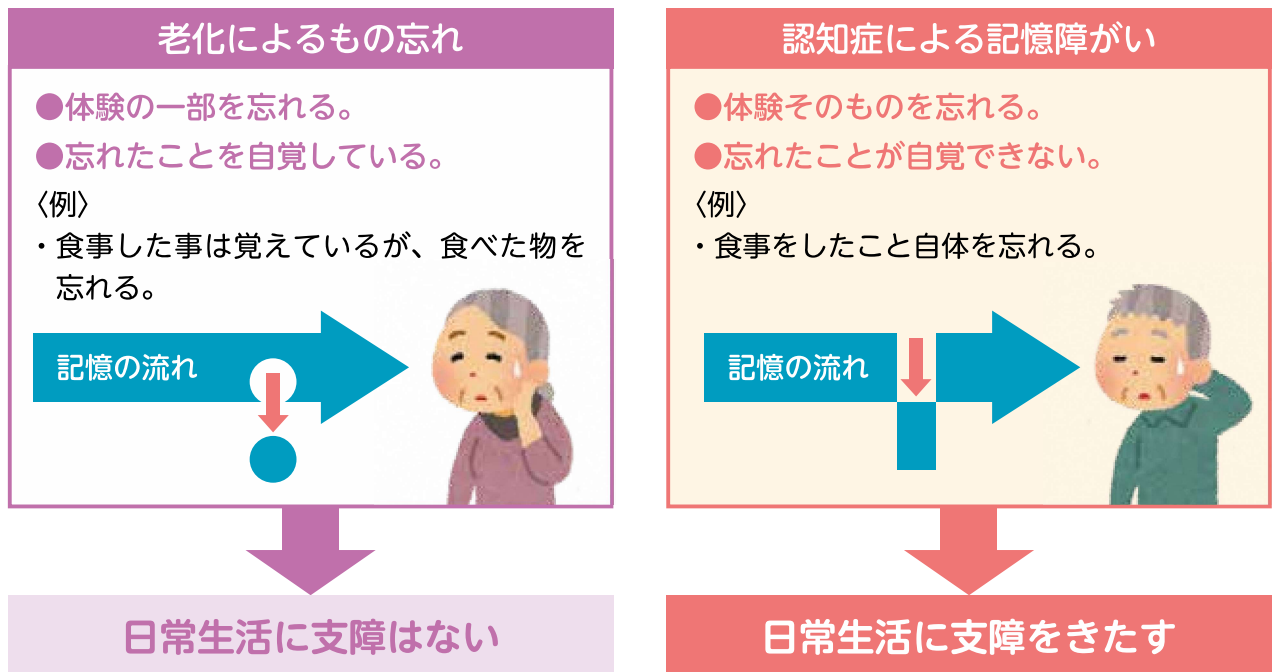 老化によるもの忘れ
●体験の一部を忘れる。
●忘れたことを自覚している。
〈例〉
・食事した事は覚えているが、食べた物を
忘れる。
記憶の流れ
日常生活に支障はない
認知症による記憶障がい
●体験そのものを忘れる。
●忘れたことが自覚できない。
〈例〉
・食事をしたこと自体を忘れる。
記憶の流れ
日常生活に支障をきたす